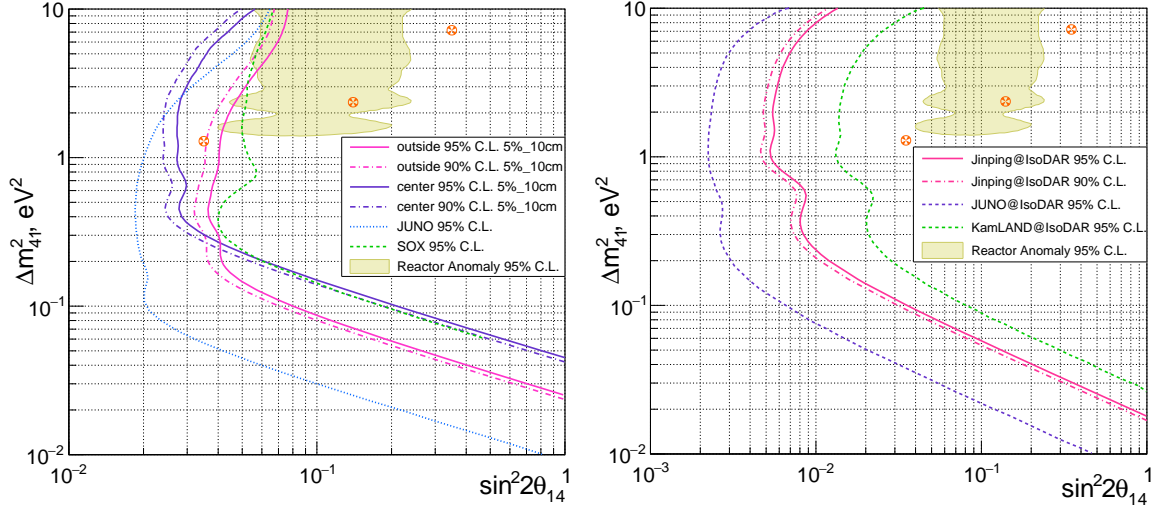 10
1
10⁻¹
10⁻²
Δm²₄₁, eV²
outside 95% C.L. 5%_10cm
outside 90% C.L. 5%_10cm
center 95% C.L. 5%_10cm
center 90% C.L. 5%_10cm
JUNO 95% C.L.
SOX 95% C.L.
Reactor Anomaly 95% C.L.
10⁻² 10⁻¹ 1
sin²2θ₁₄
10
1
10⁻¹
10⁻²
Δm²₄₁, eV²
Jinping@IsoDAR 95% C.L.
Jinping@IsoDAR 90% C.L.
JUNO@IsoDAR 95% C.L.
KamLAND@IsoDAR 95% C.L.
Reactor Anomaly 95% C.L.
10⁻³ 10⁻² 10⁻¹ 1
sin²2θ₁₄